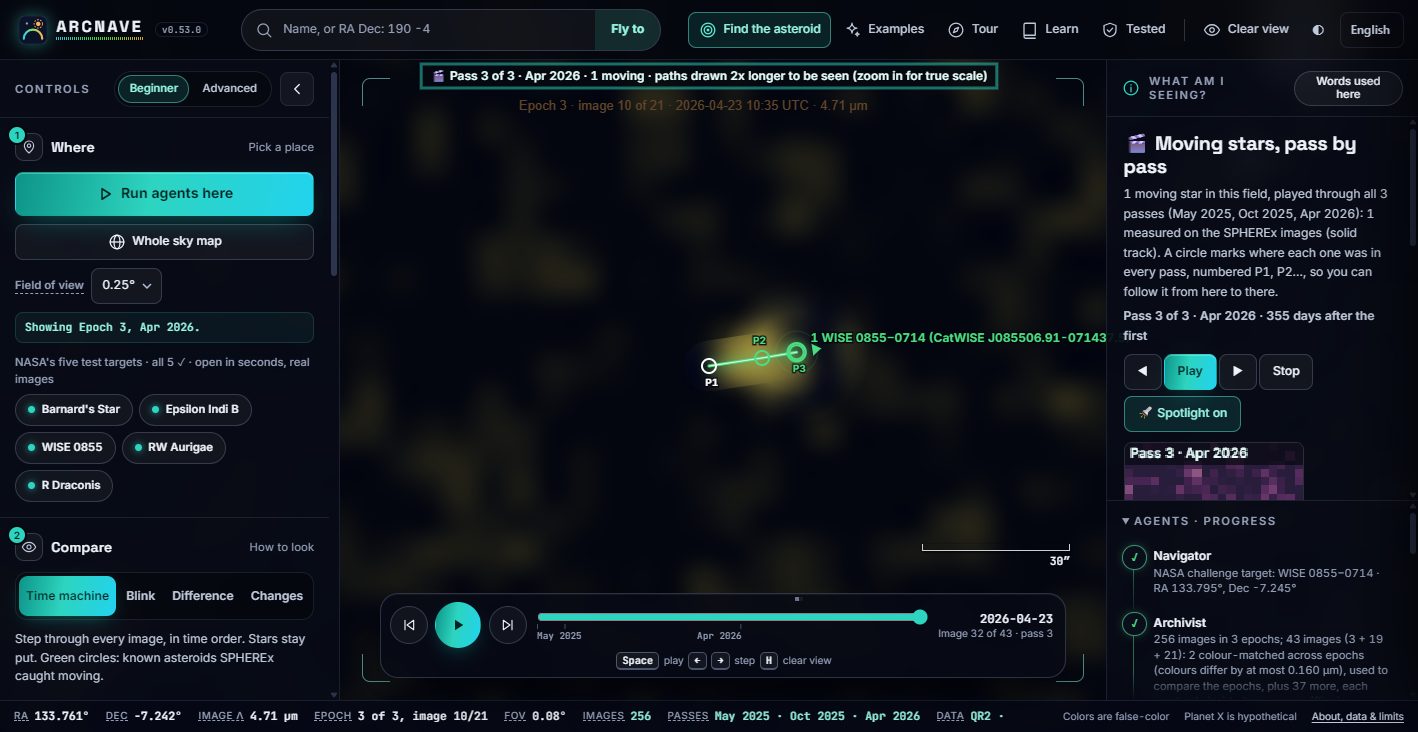 ARCNAVE
v0.53.0
Name, or RA Dec: 190 -4
Fly to
Find the asteroid
Examples
Tour
Learn
Tested
Clear view
English
CONTROLS
Beginner
Advanced
1
Where
Pick a place
Run agents here
Whole sky map
Field of view
0.25°
Showing Epoch 3, Apr 2026.
NASA's five test targets · all 5 ✓ · open in seconds, real
images
Barnard's Star
Epsilon Indi B
WISE 0855
RW Aurigae
R Draconis
2
Compare
How to look
Time machine
Blink
Difference
Changes
Step through every image, in time order. Stars stay
put. Green circles: known asteroids SPHEREx
caught moving.
🎬 Pass 3 of 3 · Apr 2026 · 1 moving · paths drawn 2x longer to be seen (zoom in for true scale)
Epoch 3 · image 10 of 21 · 2026-04-23 10:35 UTC · 4.71 µm
1 WISE 0855−0714 (CatWISE J085506.91-071437
P2
P3
P1
30″
2026-04-23
May 2025
Apr 2026
Image 32 of 43 · pass 3
Space play ← → step H clear view
WHAT AM I
SEEING?
Words used
here
🎬 Moving stars, pass by
pass
1 moving star in this field, played through all 3
passes (May 2025, Oct 2025, Apr 2026): 1
measured on the SPHEREx images (solid
track). A circle marks where each one was in
every pass, numbered P1, P2..., so you can
follow it from here to there.
Pass 3 of 3 · Apr 2026 · 355 days after the
first
◀ Play ▶ Stop
Spotlight on
Pass 3 · Apr 2026
▼ AGENTS · PROGRESS
✓ Navigator
NASA challenge target: WISE 0855−0714 ·
RA 133.795°, Dec -7.245°
✓ Archivist
256 images in 3 epochs; 43 images (3 + 19
+ 21): 2 colour-matched across epochs
(colours differ by at most 0.160 µm), used to
compare the epochs, plus 37 more, each
RA 133.761° DEC -7.242° IMAGE Λ 4.71 µm EPOCH 3 of 3, image 10/21 FOV 0.08° IMAGES 256 PASSES May 2025 · Oct 2025 · Apr 2026 DATA QR2 ·
Colors are false-color
Planet X is hypothetical
About, data & limits